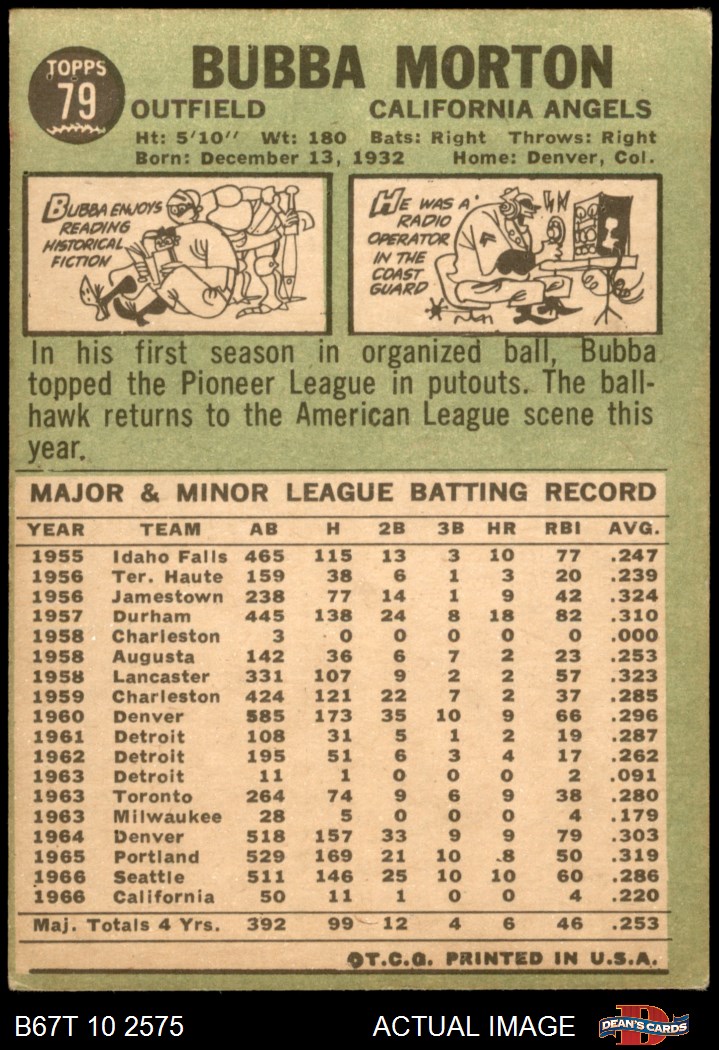 TOPPS
79
BUBBA MORTON
OUTFIELD CALIFORNIA ANGELS
Ht: 5'10" Wt: 180 Bats: Right Throws: Right
Born: December 13, 1932 Home: Denver, Col.
BUBBA ENJOYS
READING
HISTORICAL
FICTION
HE WAS A
RADIO
OPERATOR
IN THE
COAST
GUARD
In his first season in organized ball, Bubba
topped the Pioneer League in putouts. The ball-
hawk returns to the American League scene this
year.
MAJOR & MINOR LEAGUE BATTING RECORD
YEAR TEAM AB H 2B 3B HR RBI AVG.
1955 Idaho Falls 465 115 13 3 10 77 .247
1956 Ter. Haute 159 38 6 1 3 20 .239
1956 Jamestown 238 77 14 1 9 42 .324
1957 Durham 445 138 24 8 18 82 .310
1958 Charleston 3 0 0 0 0 0 .000
1958 Augusta 142 36 6 7 2 23 .253
1958 Lancaster 331 107 9 2 2 57 .323
1959 Charleston 424 121 22 7 2 37 .285
1960 Denver 585 173 35 10 9 66 .296
1961 Detroit 108 31 5 1 2 19 .287
1962 Detroit 195 51 6 3 4 17 .262
1963 Detroit 11 1 0 0 0 2 .091
1963 Toronto 264 74 9 6 9 38 .280
1963 Milwaukee 28 5 0 0 0 4 .179
1964 Denver 518 157 33 9 9 79 .303
1965 Portland 529 169 21 10 8 50 .319
1966 Seattle 511 146 25 10 10 60 .286
1966 California 50 11 1 0 0 4 .220
Maj. Totals 4 Yrs. 392 99 12 4 6 46 .253
©T.C.G. PRINTED IN U.S.A.
B67T 10 2575 ACTUAL IMAGE
DEAN'S CARDS